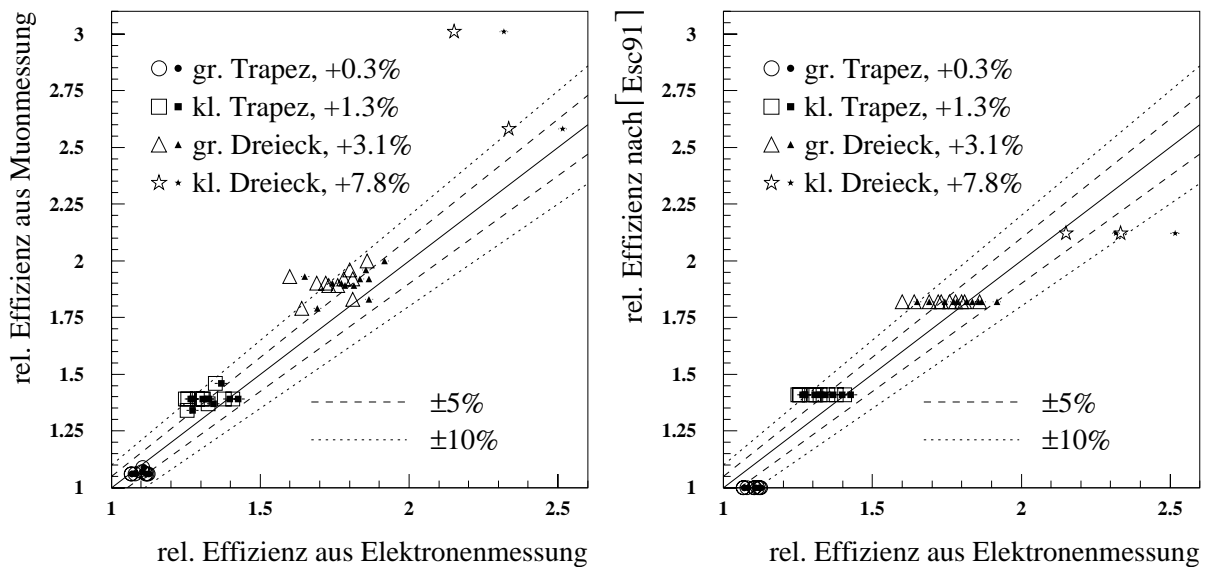 rel. Effizienz aus Muonmessung
3
2.75
2.5
2.25
2
1.75
1.5
1.25
1
gr. Trapez, +0.3%
kl. Trapez, +1.3%
gr. Dreieck, +3.1%
kl. Dreieck, +7.8%
±5%
±10%
1 1.5 2 2.5
rel. Effizienz aus Elektronenmessung
rel. Effizienz nach [Esc91]
3
2.75
2.5
2.25
2
1.75
1.5
1.25
1
gr. Trapez, +0.3%
kl. Trapez, +1.3%
gr. Dreieck, +3.1%
kl. Dreieck, +7.8%
±5%
±10%
1 1.5 2 2.5
rel. Effizienz aus Elektronenmessung